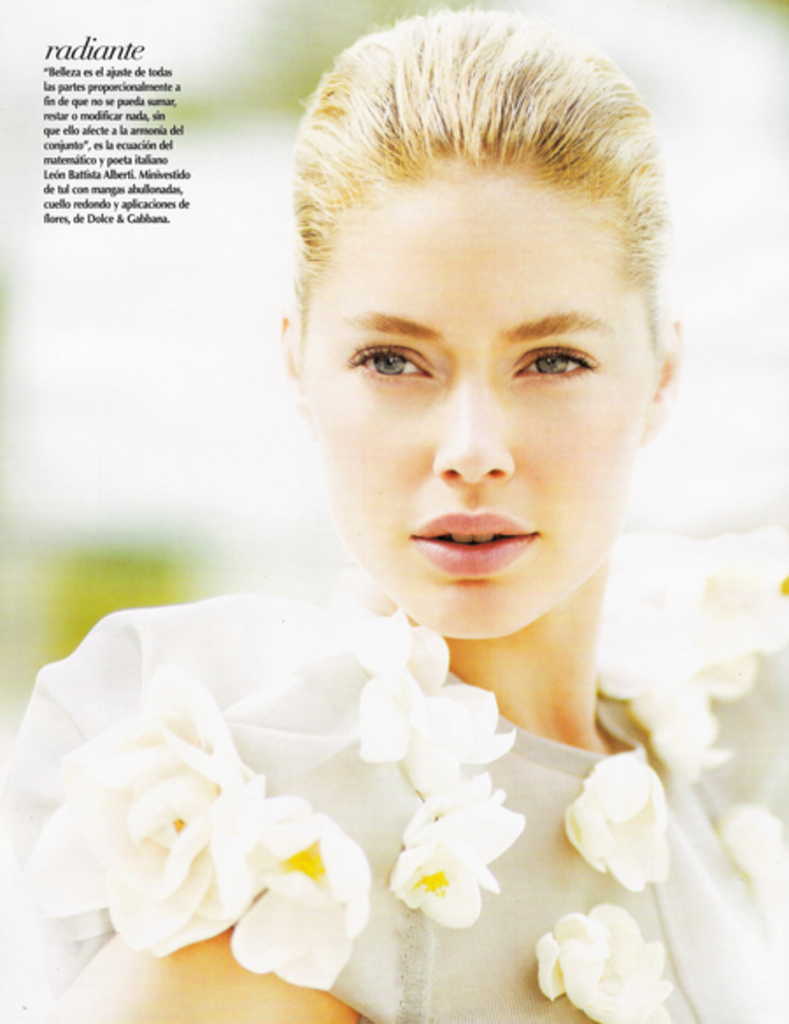 radiante
"Belleza es el ajuste de todas
las partes proporcionalmente a
fin de que no se pueda sumar,
restar o modificar nada, sin
que ello afecte a la armonía del
conjunto", es la ecuación del
matemático y poeta italiano
León Battista Alberti. Minivestido
de tul con mangas abullonadas,
cuello redondo y aplicaciones de
flores, de Dolce & Gabbana.